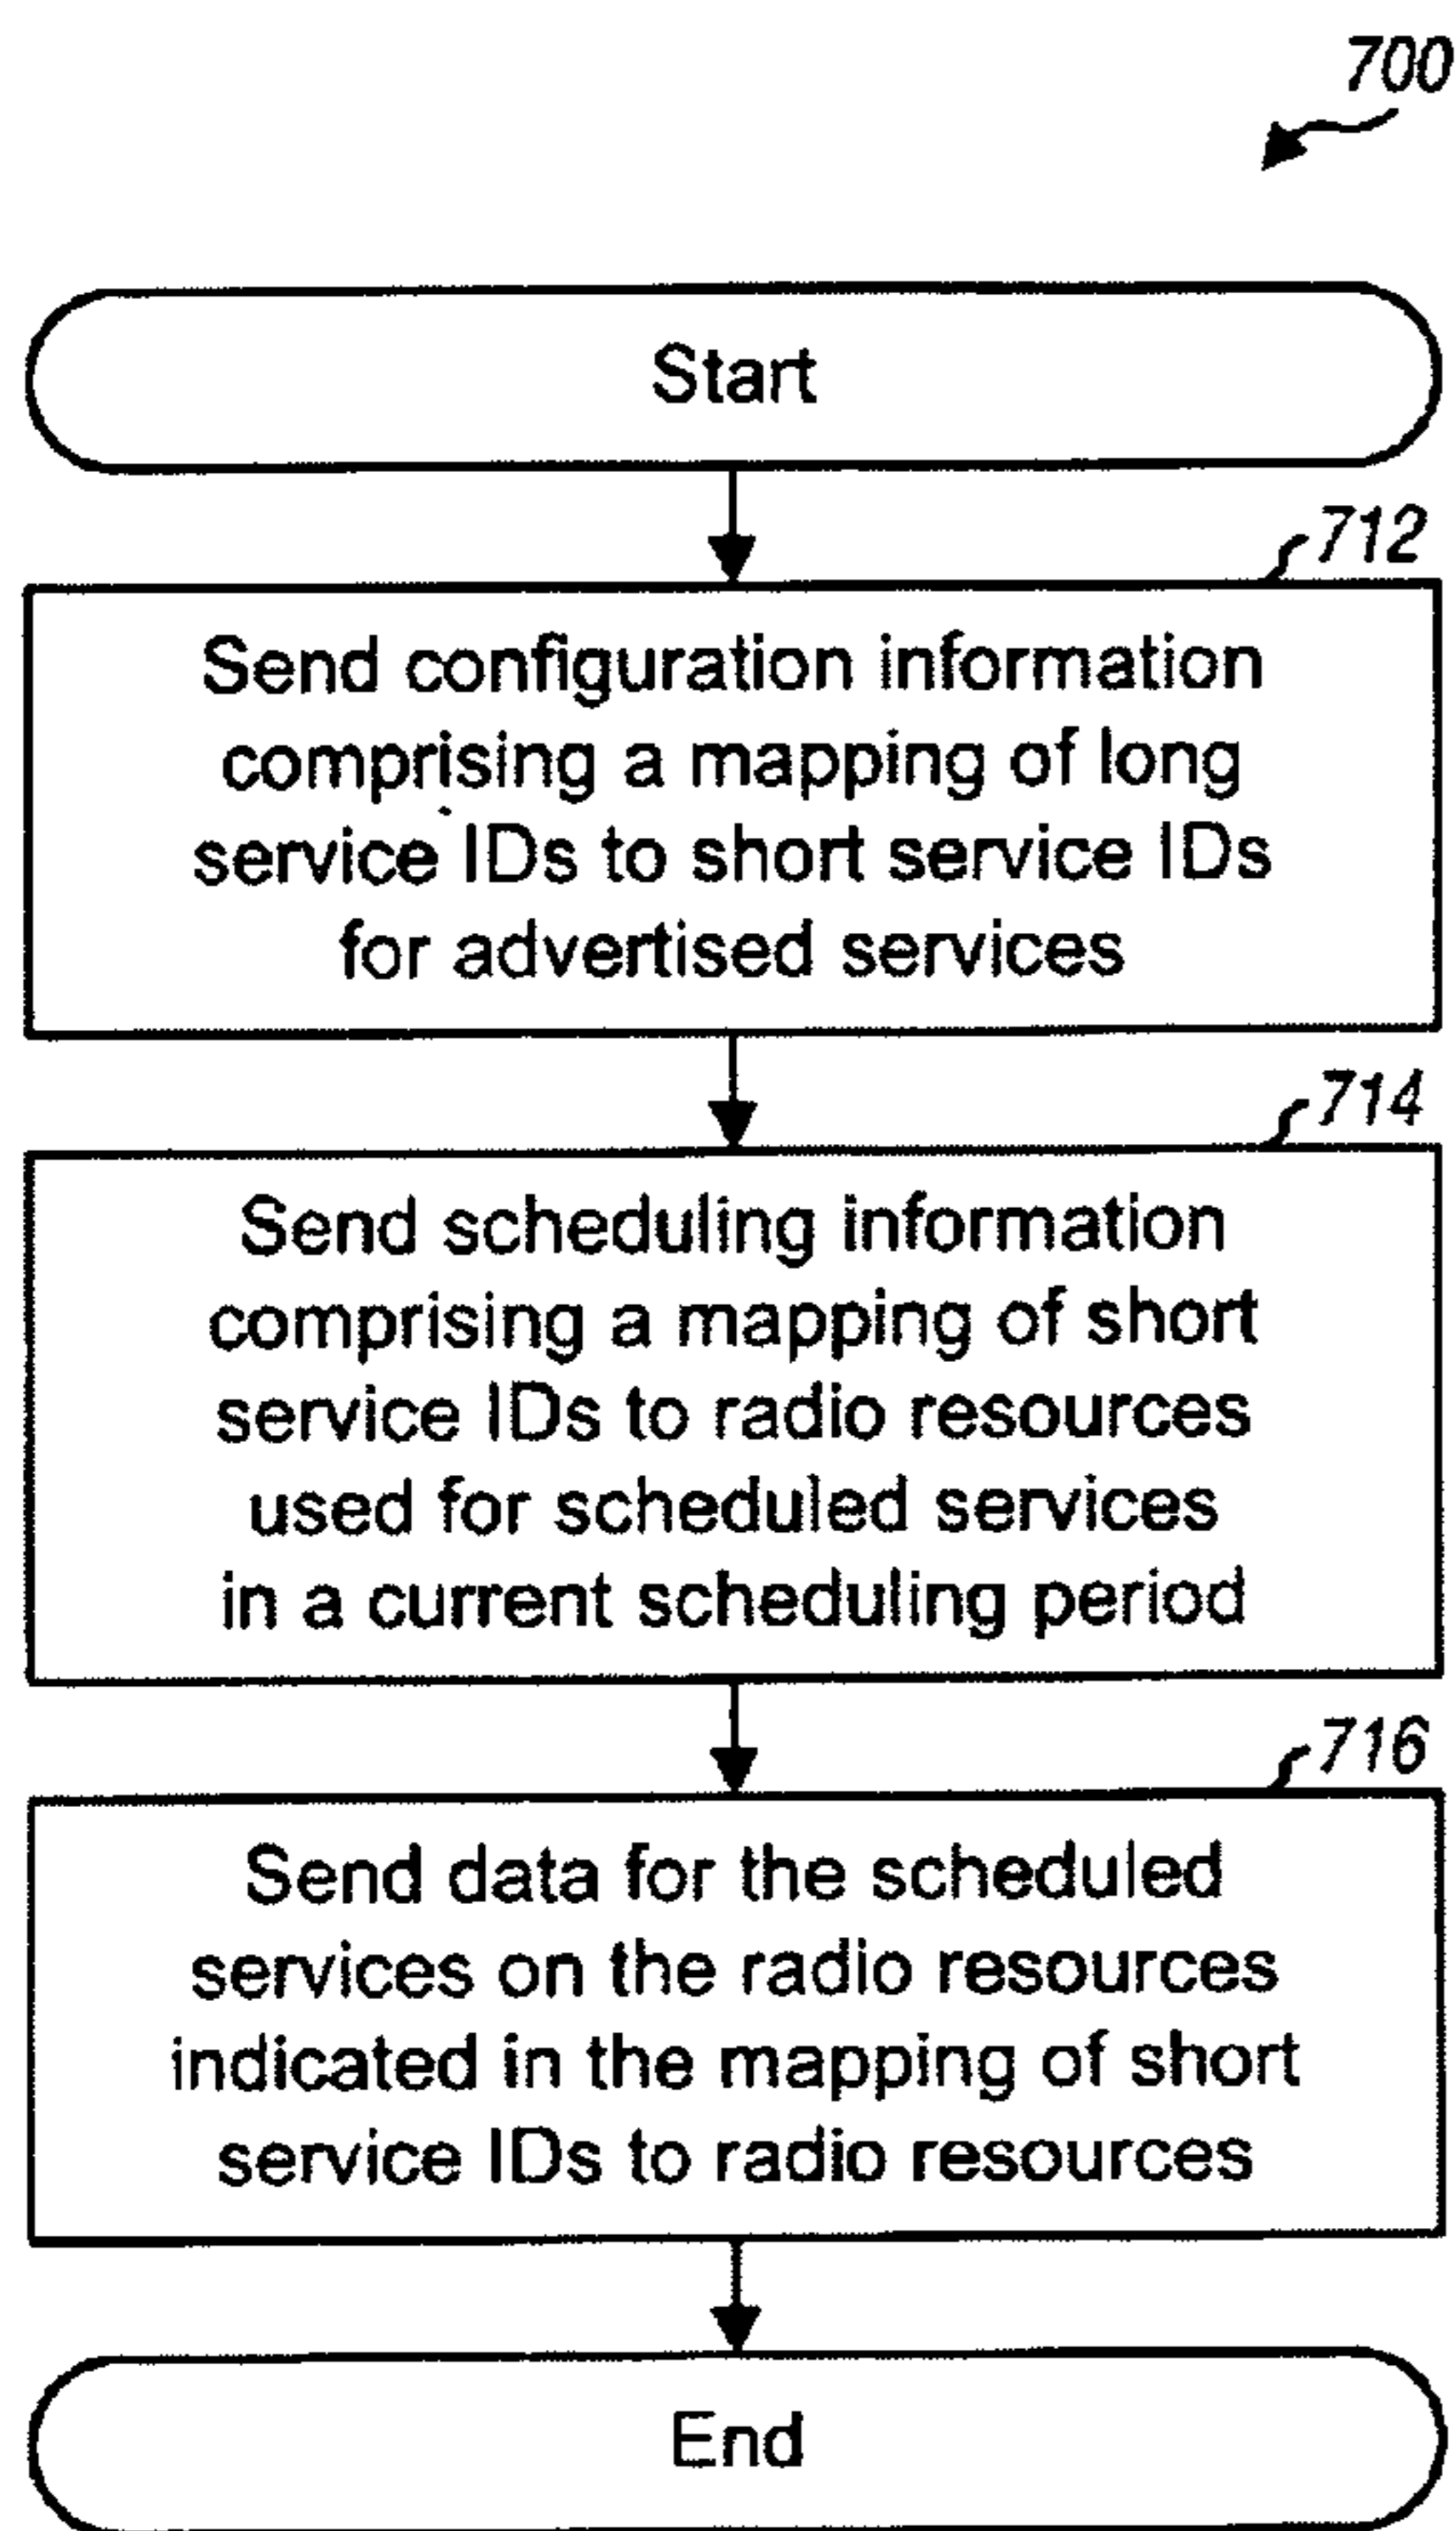 700
Start
712
Send configuration information
comprising a mapping of long
service IDs to short service IDs
for advertised services
714
Send scheduling information
comprising a mapping of short
service IDs to radio resources
used for scheduled services
in a current scheduling period
716
Send data for the scheduled
services on the radio resources
indicated in the mapping of short
service IDs to radio resources
End